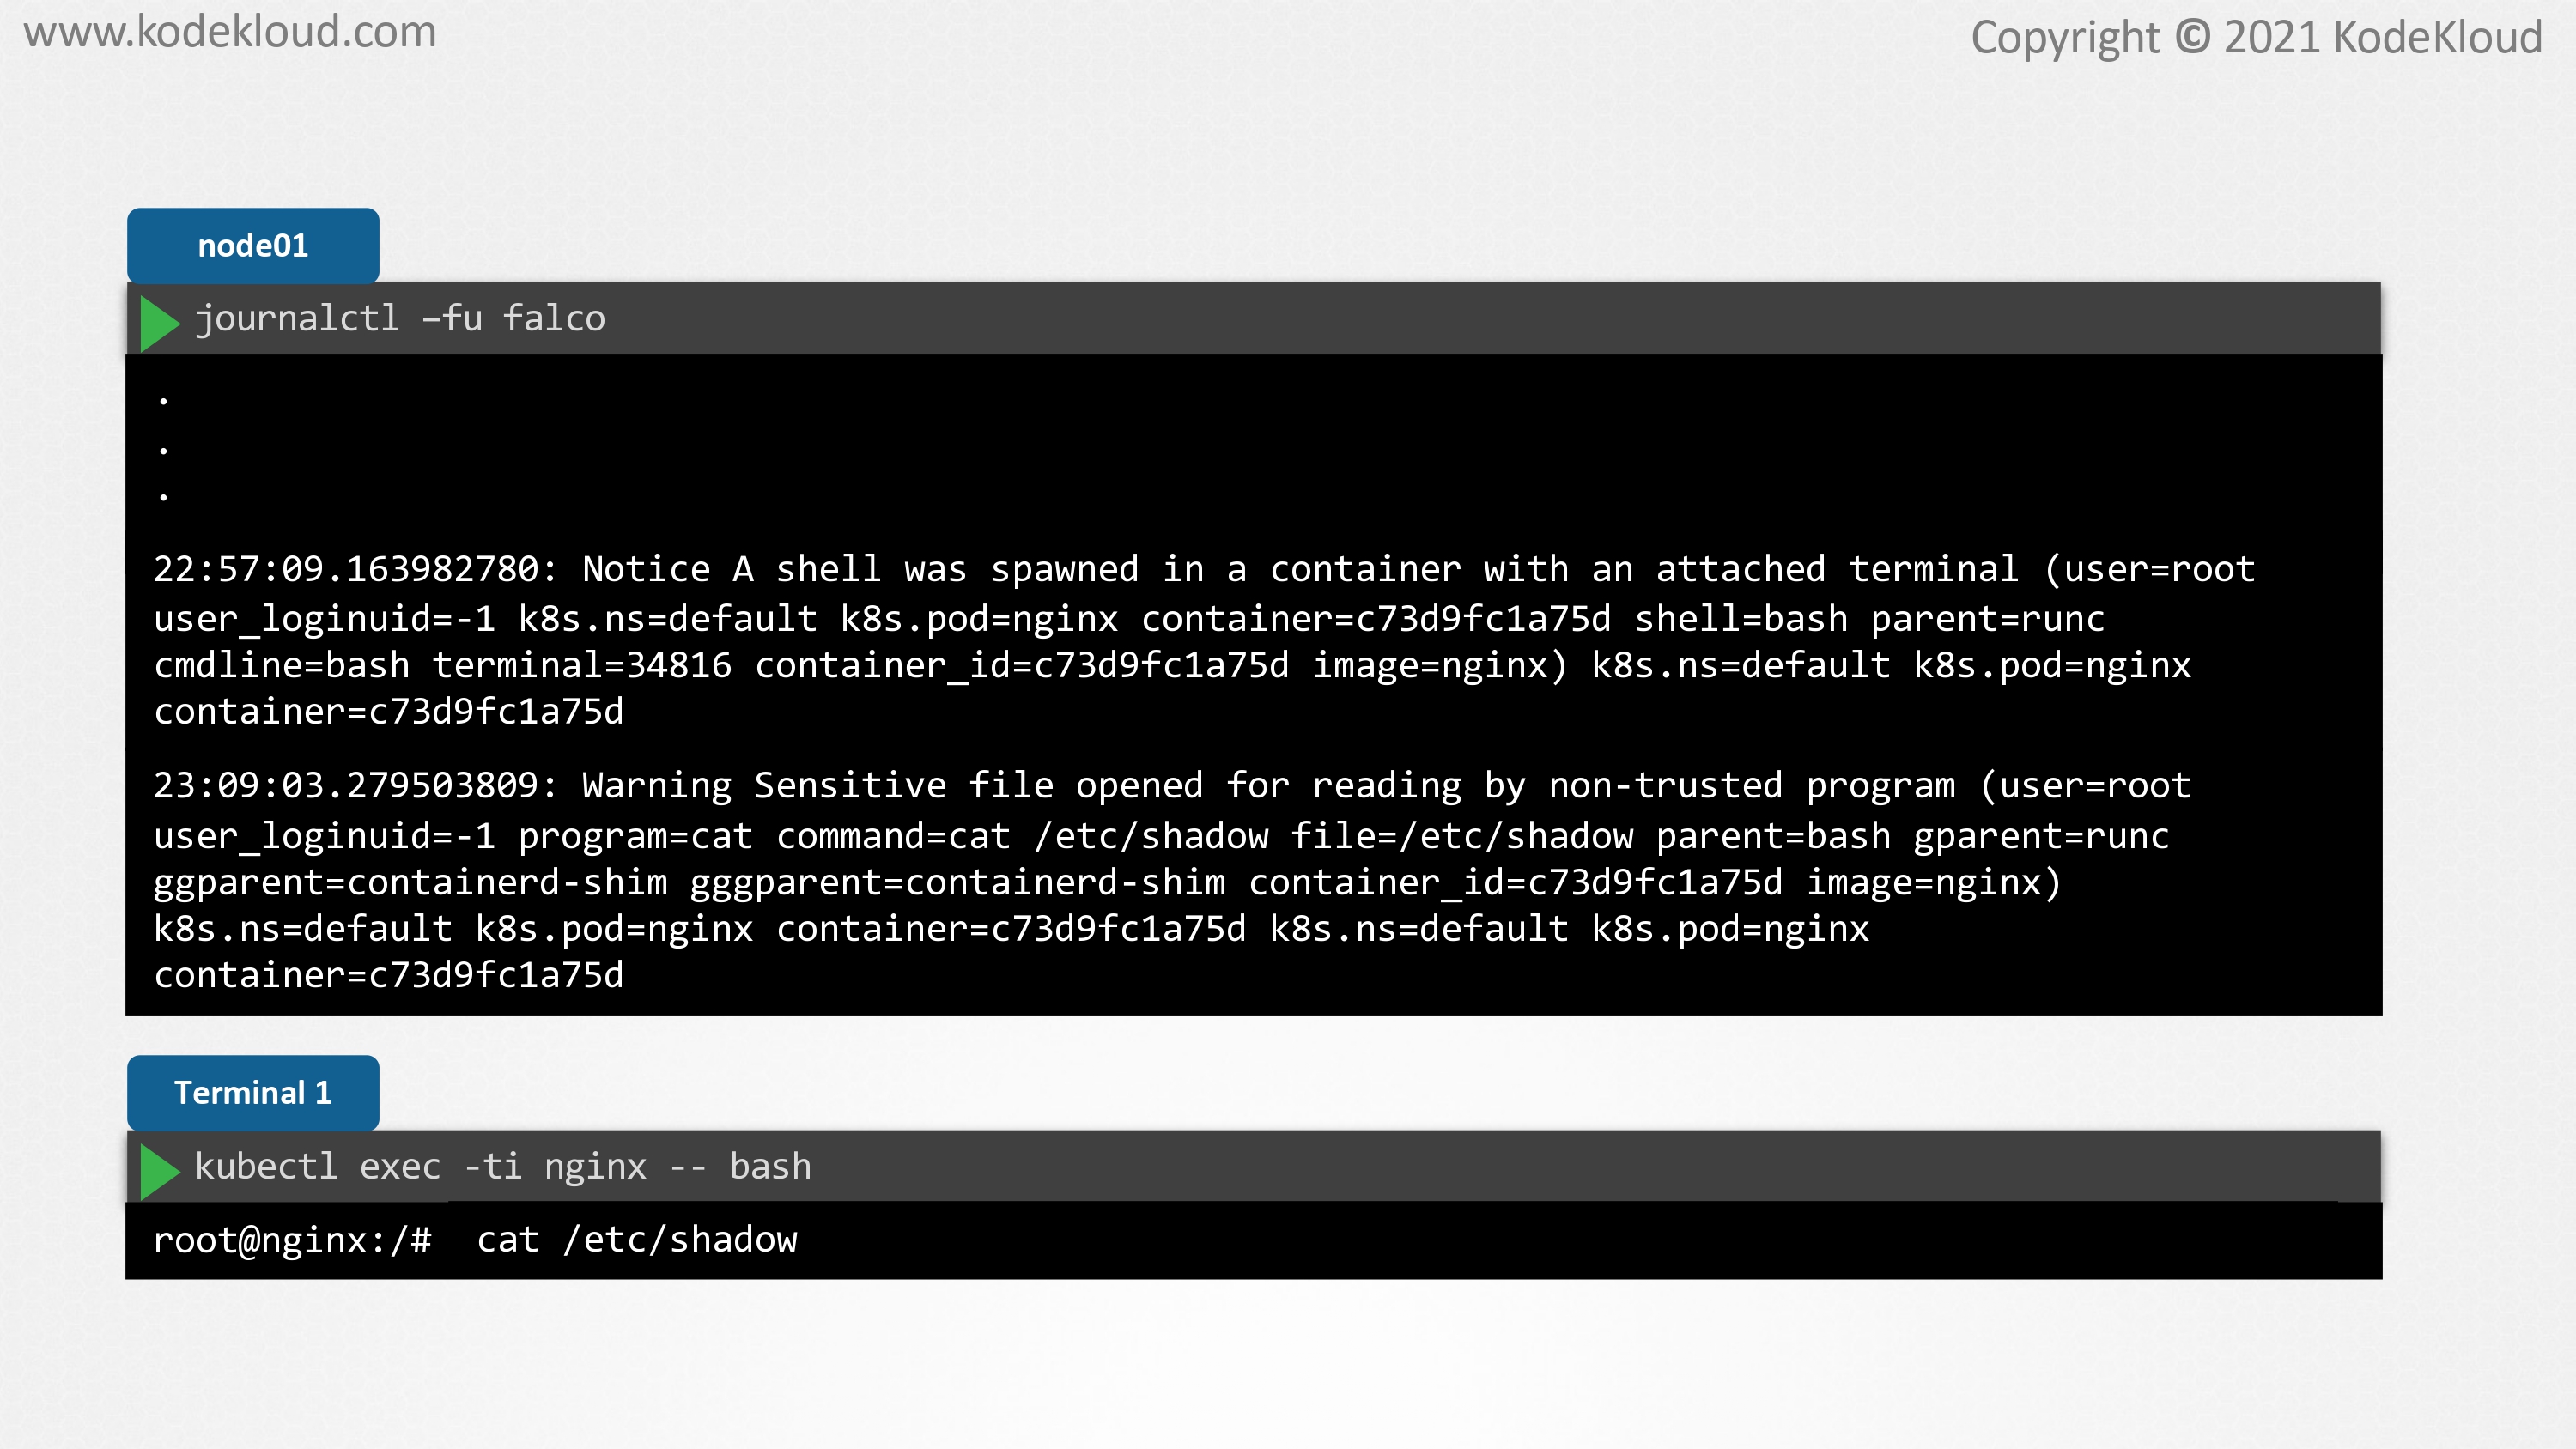 www.kodekloud.com
Copyright © 2021 KodeKloud
node01
journalctl –fu falco
.
.
.
22:57:09.163982780: Notice A shell was spawned in a container with an attached terminal (user=root
user_loginuid=-1 k8s.ns=default k8s.pod=nginx container=c73d9fc1a75d shell=bash parent=runc
cmdline=bash terminal=34816 container_id=c73d9fc1a75d image=nginx) k8s.ns=default k8s.pod=nginx
container=c73d9fc1a75d
23:09:03.279503809: Warning Sensitive file opened for reading by non-trusted program (user=root
user_loginuid=-1 program=cat command=cat /etc/shadow file=/etc/shadow parent=bash gparent=runc
ggparent=containerd-shim gggparent=containerd-shim container_id=c73d9fc1a75d image=nginx)
k8s.ns=default k8s.pod=nginx container=c73d9fc1a75d k8s.ns=default k8s.pod=nginx
container=c73d9fc1a75d
Terminal 1
kubectl exec -ti nginx -- bash
root@nginx:/# cat /etc/shadow